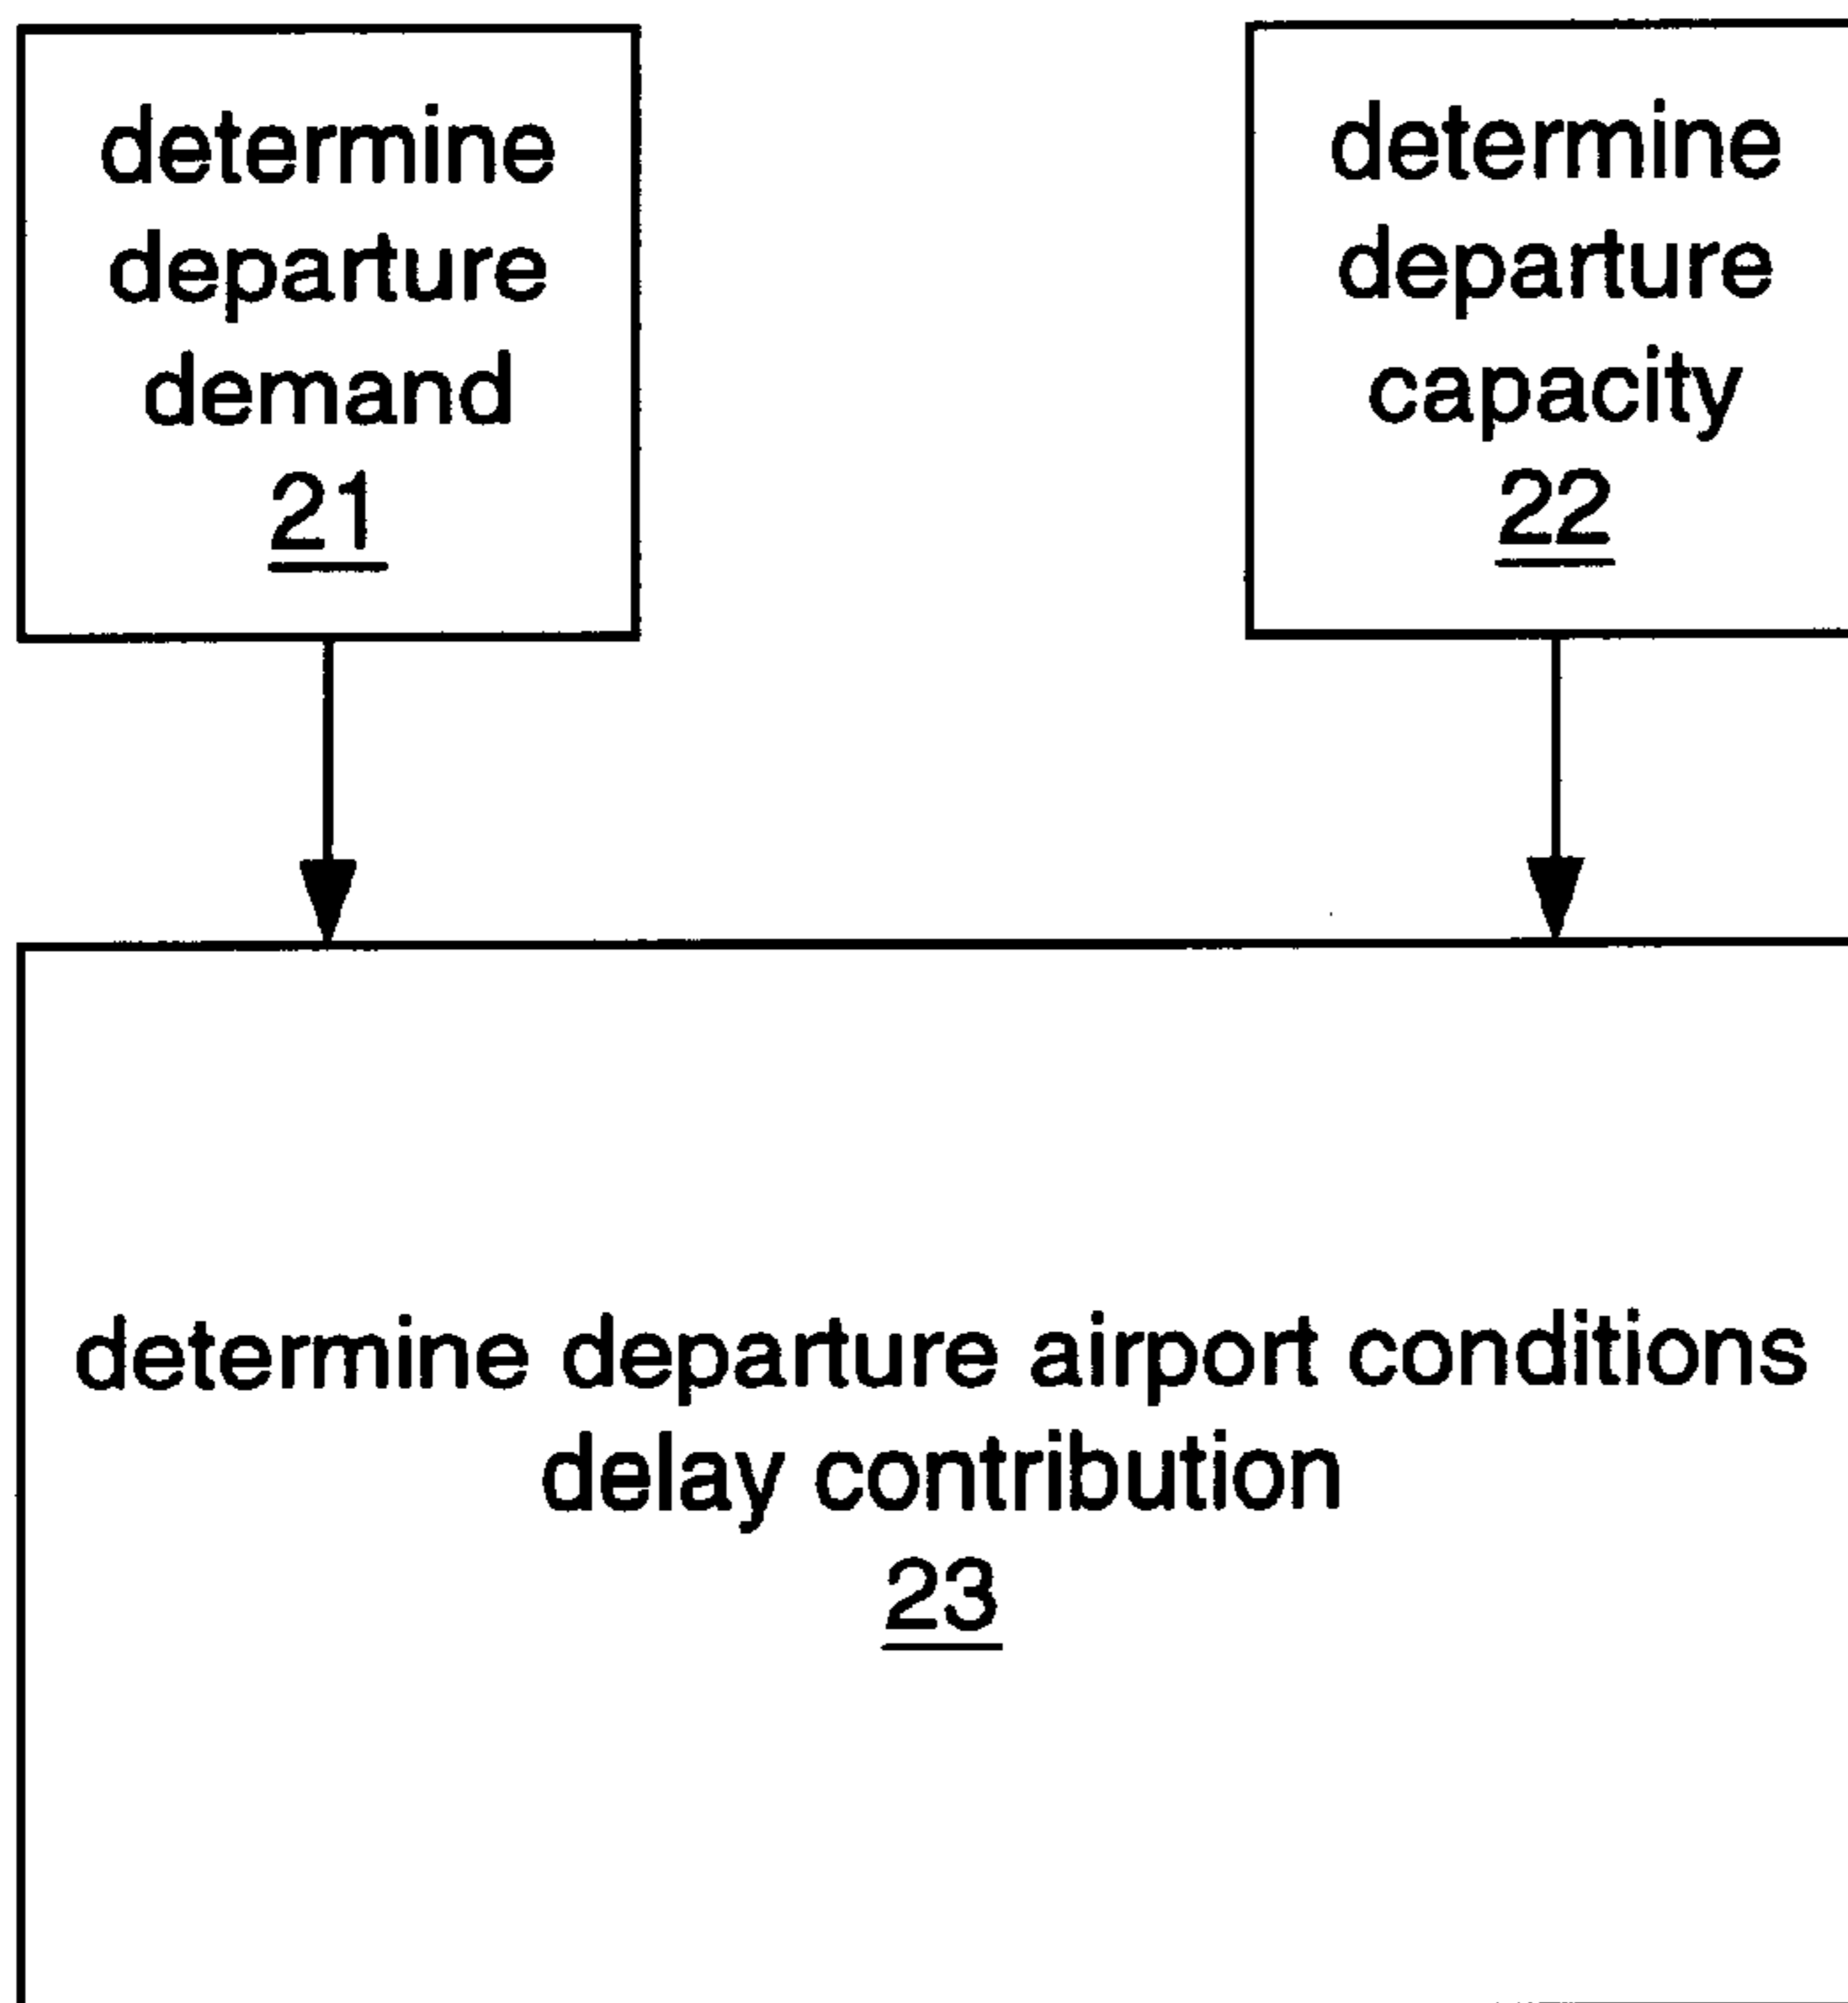 determine
departure
demand
21
determine
departure
capacity
22
determine departure airport conditions
delay contribution
23